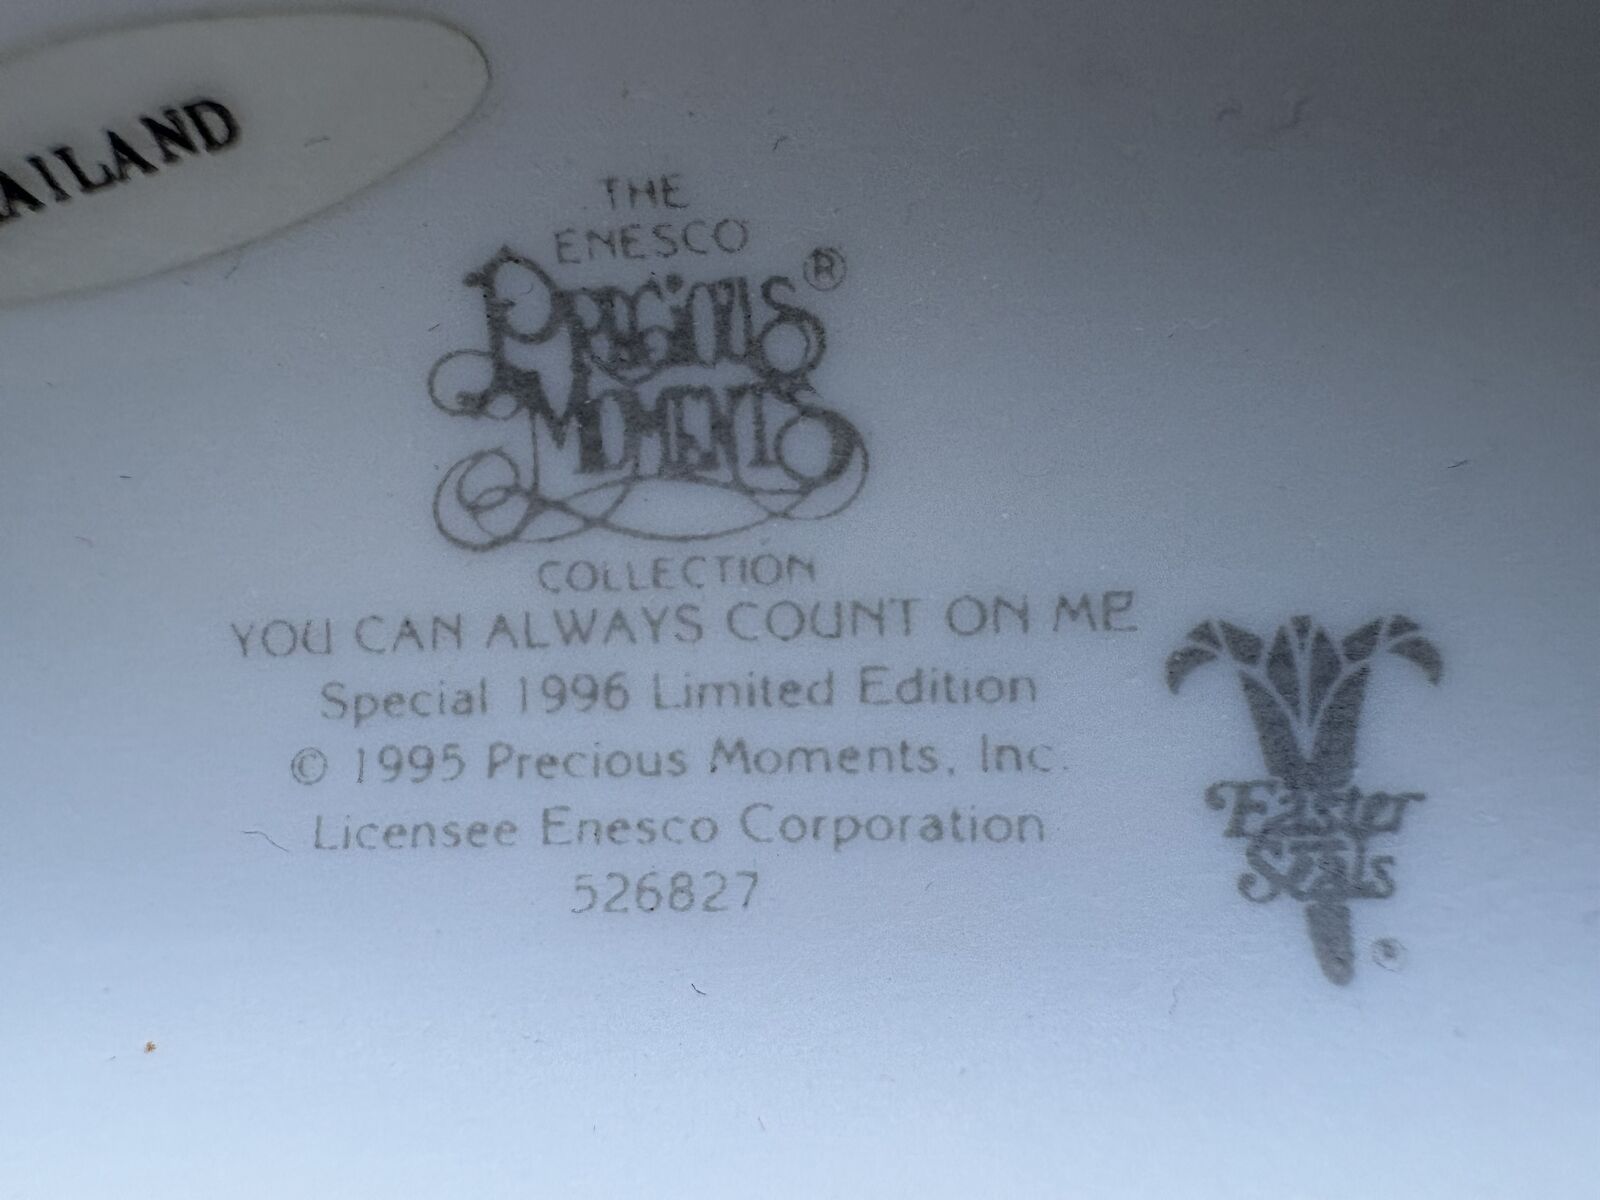 AILAND
THE
ENESCO
PRECIOUS ®
MOMENTS
COLLECTION
YOU CAN ALWAYS COUNT ON ME
Special 1996 Limited Edition
© 1995 Precious Moments, Inc.
Licensee Enesco Corporation
526827
Easter
Seals
®